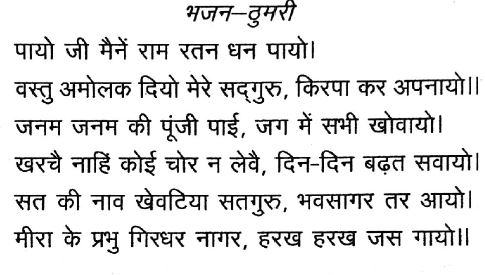 भजन–ठुमरी
पायो जी मैनें राम रतन धन पायो।
वस्तु अमोलक दियो मेरे सद्‌गुरु, किरपा कर अपनायो॥
जनम जनम की पूंजी पाई, जग में सभी खोवायो।
खरचै नाहिं कोई चोर न लेवै, दिन–दिन बढ़त सवायो।
सत की नाव खेवटिया सतगुरु, भवसागर तर आयो।
मीरा के प्रभु गिरधर नागर, हरख हरख जस गायो॥